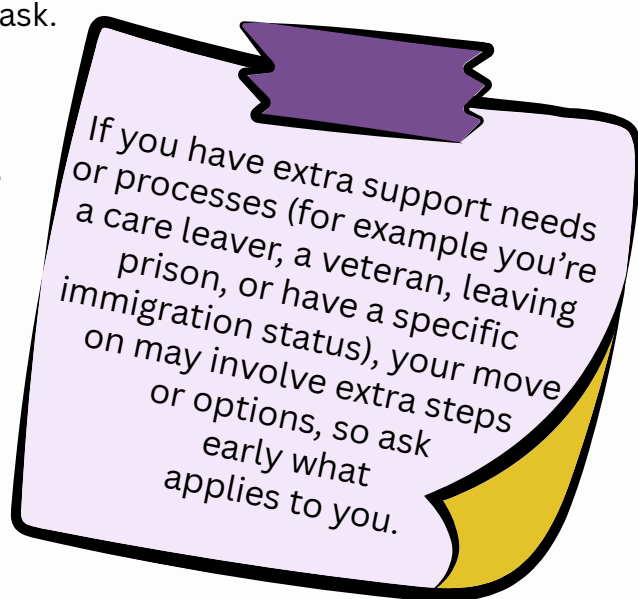 ask.
If you have extra support needs
or processes (for example you’re
a care leaver, a veteran, leaving
prison, or have a specific
immigration status), your move
on may involve extra steps
or options, so ask
early what
applies to you.